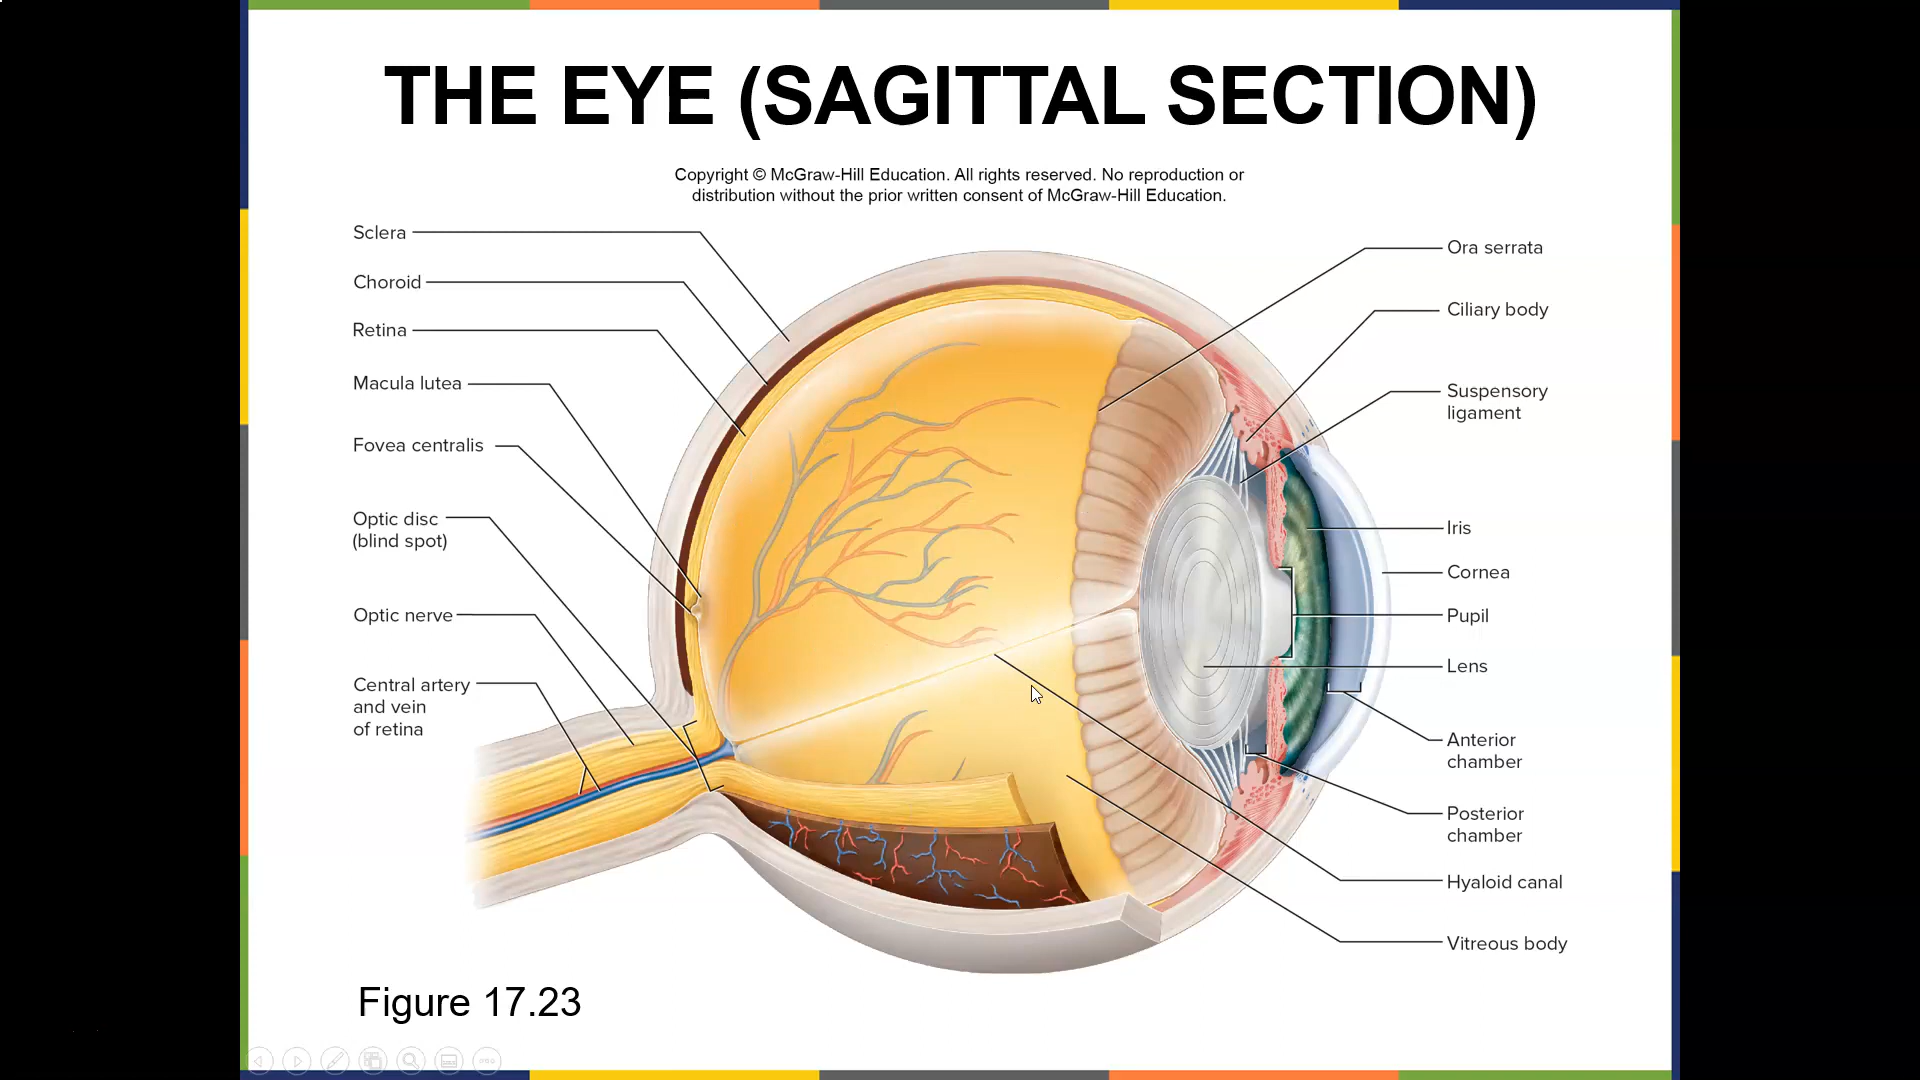 THE EYE (SAGITTAL SECTION)
Copyright © McGraw-Hill Education. All rights reserved. No reproduction or
distribution without the prior written consent of McGraw-Hill Education.
Sclera
Choroid
Retina
Macula lutea
Fovea centralis
Optic disc
(blind spot)
Optic nerve
Central artery
and vein
of retina
Ora serrata
Ciliary body
Suspensory
ligament
Iris
Cornea
Pupil
Lens
Anterior
chamber
Posterior
chamber
Hyaloid canal
Vitreous body
Figure 17.23